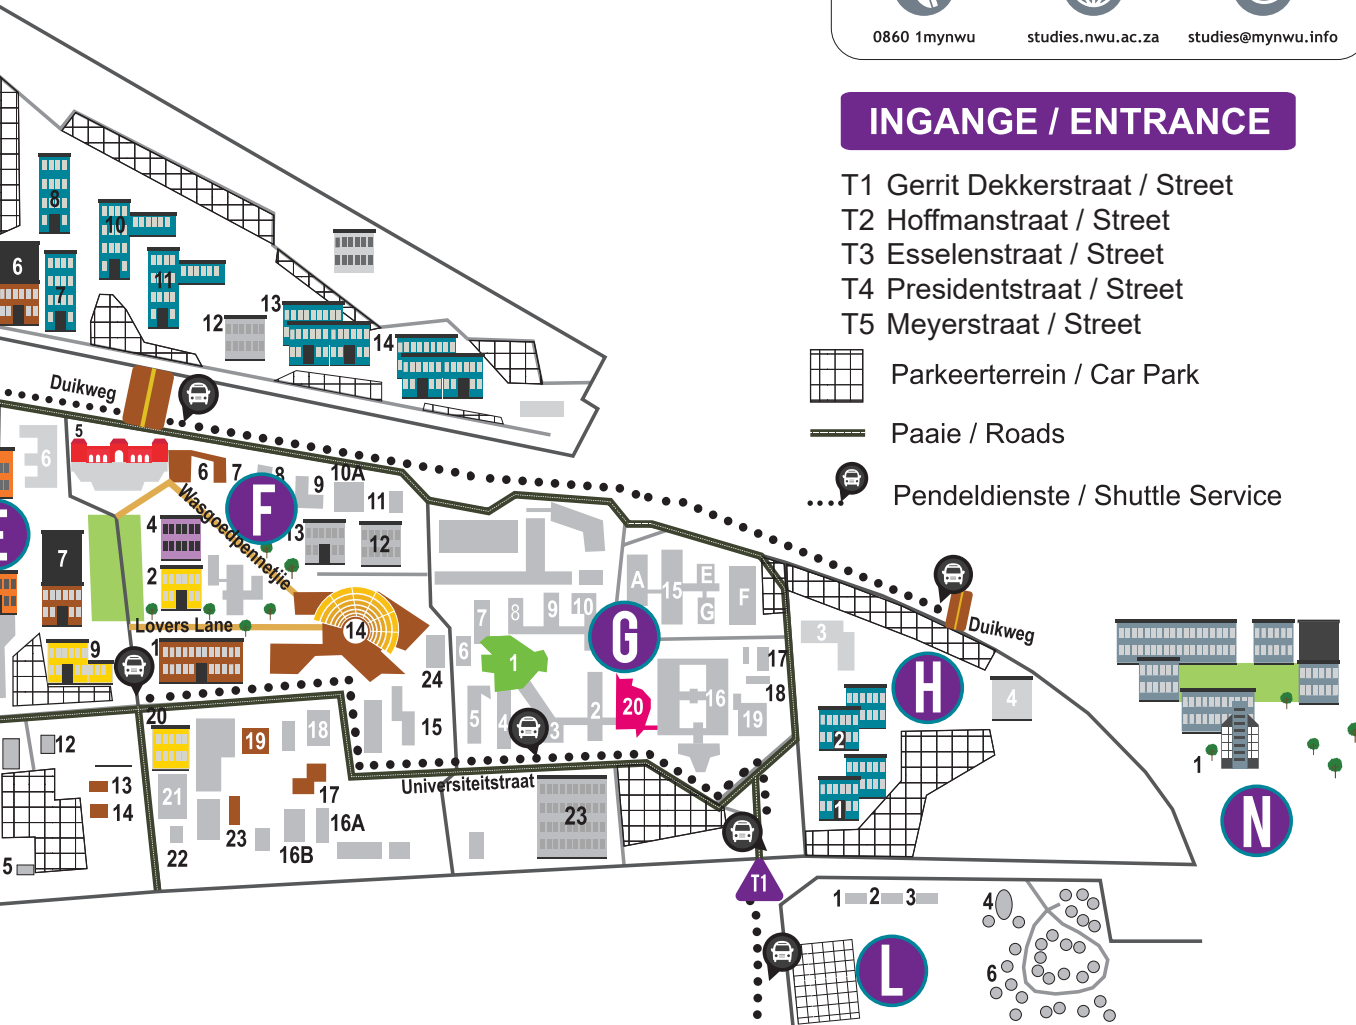 0860 1mynwu
studies.nwu.ac.za
studies@mynwu.info
INGANGE / ENTRANCE
T1 Gerrit Dekkerstraat / Street
T2 Hoffmanstraat / Street
T3 Esselenstraat / Street
T4 Presidentstraat / Street
T5 Meyerstraat / Street
Parkeerterrein / Car Park
Paaie / Roads
Pendeldienste / Shuttle Service
8
10
6
7
11
13
12
14
Duikweg
5
6
6
7
8
9
10A
11
F
E
Wasgoedpennetjie
4
13
12
7
2
Lovers Lane
14
9
1
24
20
15
18
19
12
13
14
21
17
23
16A
16B
22
5
Universiteitstraat
A
15
E
G
F
7
8
9
10
G
6
1
5
4
3
2
20
16
17
18
19
23
3
Duikweg
H
4
2
1
1
N
T1
1
2
3
4
L
6